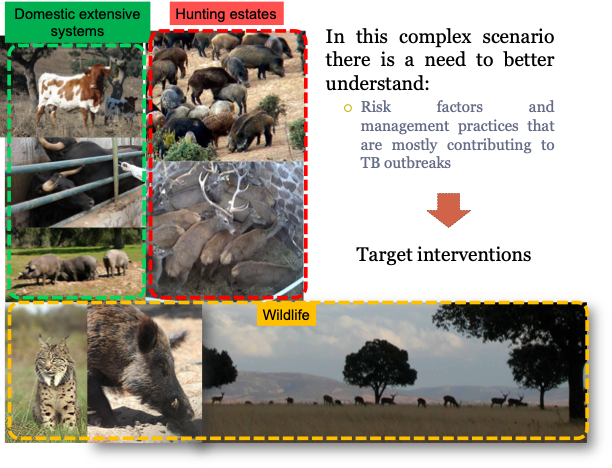 Domestic extensive
systems
Hunting estates
In this complex scenario
there is a need to better
understand:
Risk factors and
management practices that
are mostly contributing to
TB outbreaks
Target interventions
Wildlife